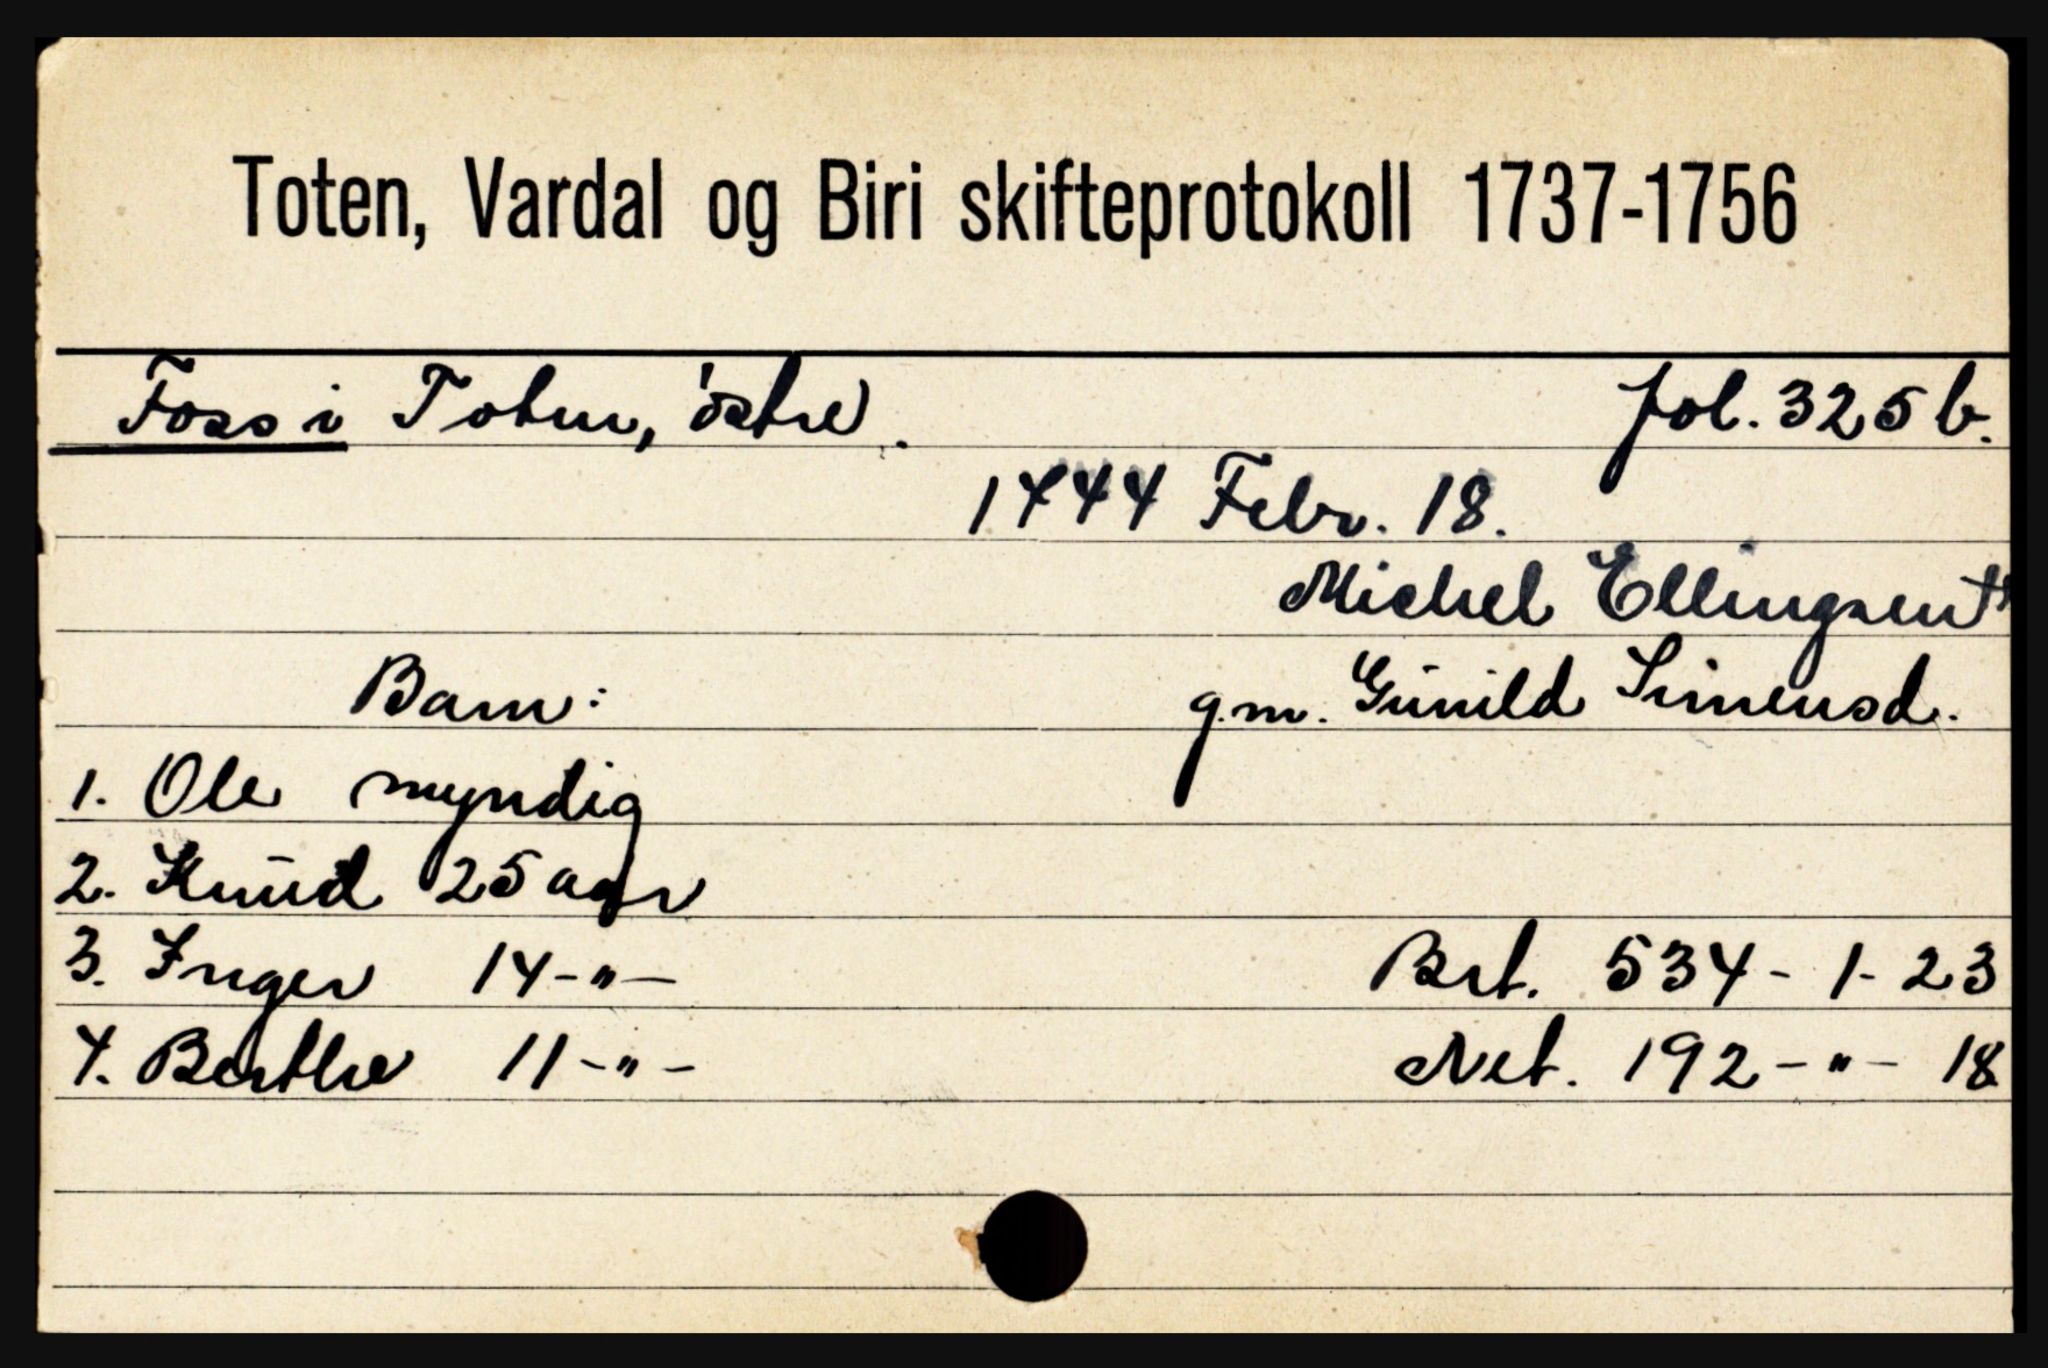 Toten, Vardal og Biri skifteprotokoll 1737-1756
Foss i Toten, østre. fol. 325 b.
1744 Febr. 18.
Michel Ellingsen
Barn: g.m. Gunild Simensd.
1. Ole myndig
2. Knud 25 aar
3. Inger 14 -"- Brt. 534 - 1 - 23
4. Berthe 11 -"- Net. 192 - " - 18